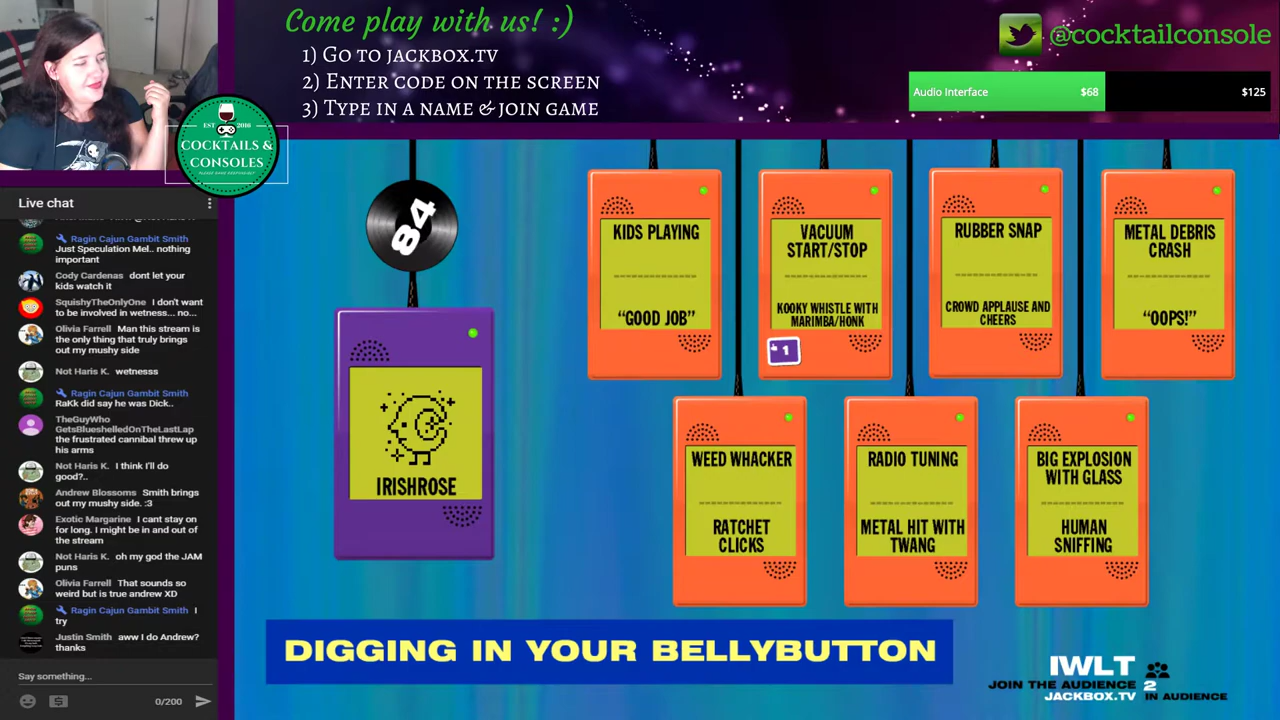 Come play with us! :)
1) Go to jackbox.tv
2) Enter code on the screen
3) Type in a name & join game
@cocktailconsole
Audio Interface $68 $125
EST 2016
COCKTAILS &
CONSOLES
Live chat
Ragin Cajun Gambit Smith
Just Speculation Mel.. nothing
important
Cody Cardenas dont let your
kids watch it
SquishyTheOnlyOne I don't want
to be involved in wetness... no...
Olivia Farrell Man this stream is
the only thing that truly brings
out my mushy side
Not Haris K. wetnesss
Ragin Cajun Gambit Smith
RaKk did say he was Dick..
TheGuyWho
GetsBlueshelledOnTheLastLap
the frustrated cannibal threw up
his arms
Not Haris K. I think I'll do
good?..
Andrew Blossoms Smith brings
out my mushy side. :3
Exotic Margarine I cant stay on
for long. I might be in and out of
the stream
Not Haris K. oh my god the JAM
puns
Olivia Farrell That sounds so
weird but is true andrew XD
Ragin Cajun Gambit Smith I
try
Justin Smith aww I do Andrew?
thanks
Say something...
0/200
84
IRISHROSE
KIDS PLAYING
"GOOD JOB"
VACUUM
START/STOP
KOOKY WHISTLE WITH
MARIMBA/HONK
1
RUBBER SNAP
CROWD APPLAUSE AND
CHEERS
METAL DEBRIS
CRASH
"OOPS!"
WEED WHACKER
RATCHET
CLICKS
RADIO TUNING
METAL HIT WITH
TWANG
BIG EXPLOSION
WITH GLASS
HUMAN
SNIFFING
DIGGING IN YOUR BELLYBUTTON
IWLT
JOIN THE AUDIENCE 2
JACKBOX.TV IN AUDIENCE